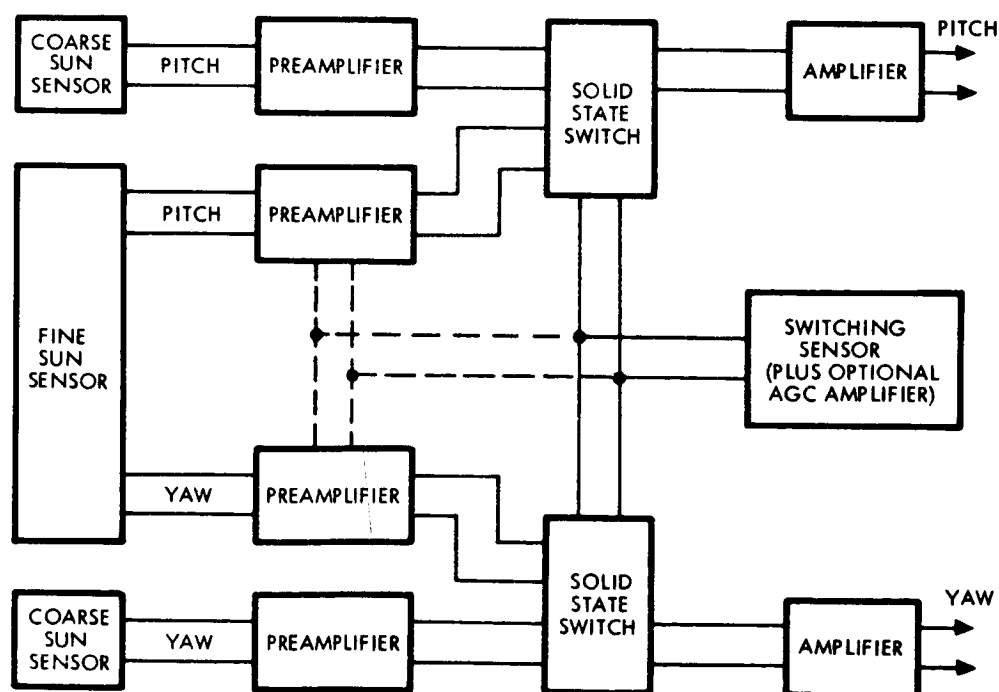 COARSE
SUN
SENSOR
PITCH
PREAMPLIFIER
SOLID
STATE
SWITCH
AMPLIFIER
PITCH
FINE
SUN
SENSOR
PITCH
PREAMPLIFIER
SWITCHING
SENSOR
(PLUS OPTIONAL
AGC AMPLIFIER)
YAW
PREAMPLIFIER
SOLID
STATE
SWITCH
COARSE
SUN
SENSOR
YAW
PREAMPLIFIER
AMPLIFIER
YAW